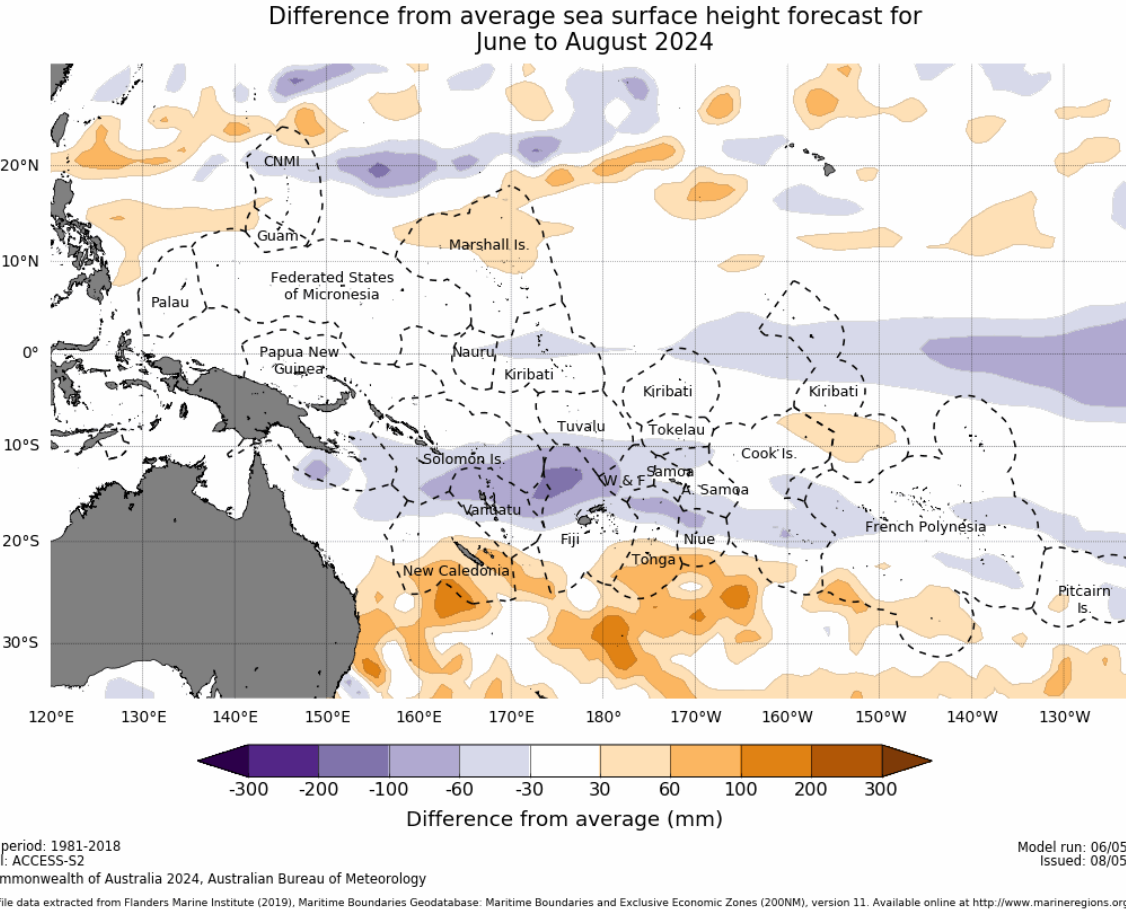 Difference from average sea surface height forecast for
June to August 2024
CNMI
Guam
Marshall Is.
Federated States
of Micronesia
Palau
Papua New
Guinea
Nauru
Kiribati
Kiribati
Kiribati
Tuvalu
Tokelau
Solomon Is.
Cook Is.
Samoa
W & F
A. Samoa
Vanuatu
French Polynesia
Fiji
Niue
Tonga
New Caledonia
Pitcairn
Is.
20°N
10°N
0°
10°S
20°S
30°S
120°E 130°E 140°E 150°E 160°E 170°E 180° 170°W 160°W 150°W 140°W 130°W
-300 -200 -100 -60 -30 30 60 100 200 300
Difference from average (mm)
period: 1981-2018
l: ACCESS-S2
mmonwealth of Australia 2024, Australian Bureau of Meteorology
Model run: 06/05
Issued: 08/05
file data extracted from Flanders Marine Institute (2019), Maritime Boundaries Geodatabase: Maritime Boundaries and Exclusive Economic Zones (200NM), version 11. Available online at http://www.marineregions.org